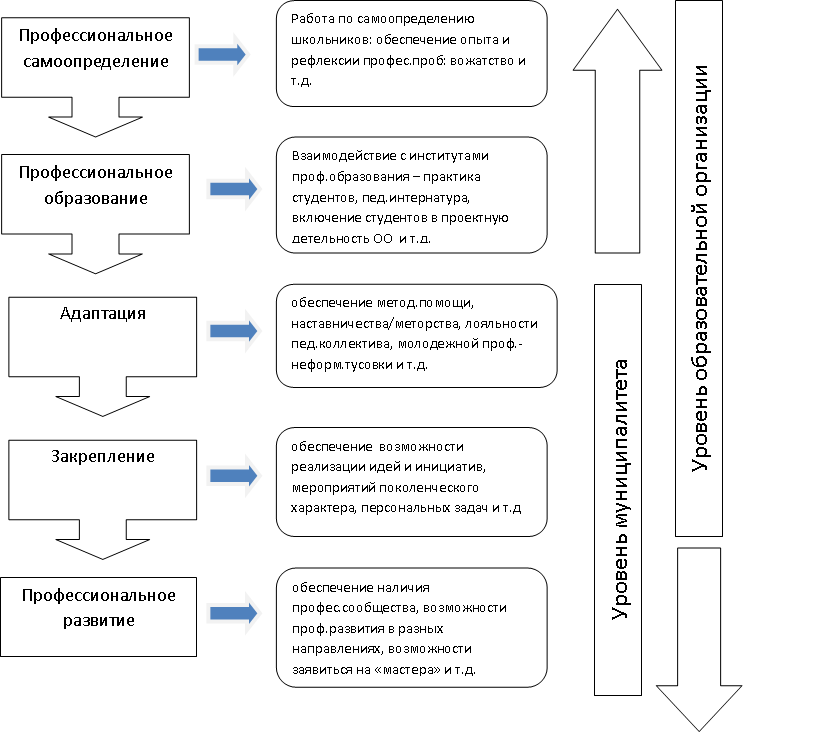 Профессиональное
самоопределение
Работа по самоопределению
школьников: обеспечение опыта и
рефлексии професс.проб: вожатство и
т.д.
Профессиональное
образование
Взаимодействие с институтами
проф.образования – практика
студентов, пед.интернатура,
включение студентов в проектную
детельность ОО и т.д.
Адаптация
обеспечение метод.помощи,
наставничества/меторства, лояльности
пед.коллектива, молодежной проф.-
неформ.тусовки и т.д.
Закрепление
обеспечение возможности
реализации идей и инициатив,
мероприятий поколенческого
характера, персональных задач и т.д
Профессиональное
развитие
обеспечение наличия
профес.сообщества, возможности
проф.развития в разных
направлениях, возможности
заявиться на «мастера» и т.д.
Уровень муниципалитета
Уровень образовательной организации